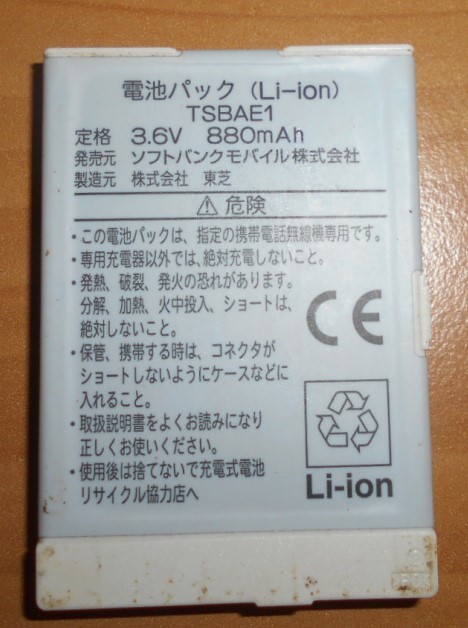 電池パック（Li-ion）
TSBAE1
定格 3.6V 880mAh
発売元 ソフトバンクモバイル株式会社
製造元 株式会社 東芝
⚠ 危険
・この電池パックは、指定の携帯電話無線機専用です。
・専用充電器以外では、絶対充電しないこと。
・発熱、破裂、発火の恐れがあります。
分解、加熱、火中投入、ショートは、
絶対しないこと。
・保管、携帯する時は、コネクタが
ショートしないようにケースなどに
入れること。
・取扱説明書をよくお読みになり
正しくお使いください。
・使用後は捨てないで充電式電池
リサイクル協力店へ
CE
Li-ion